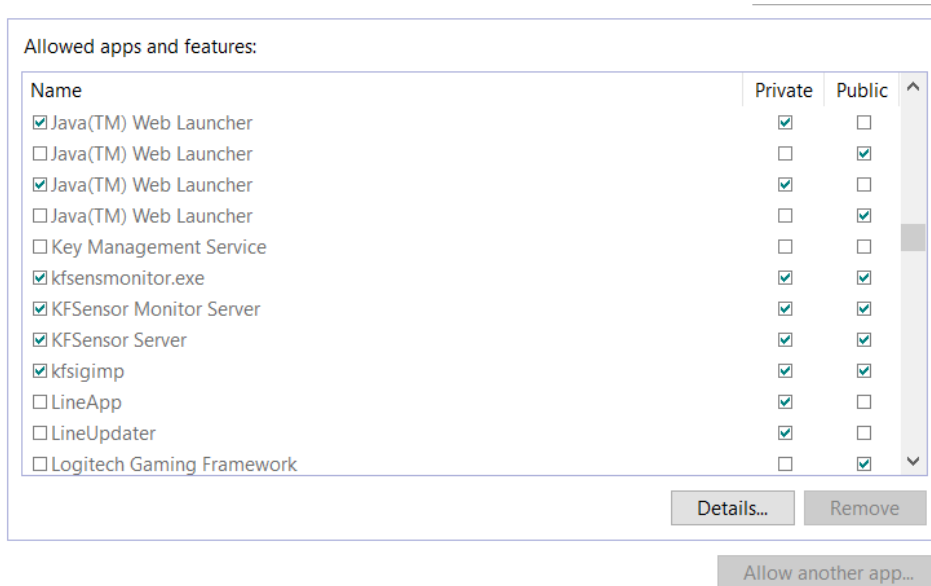 Allowed apps and features:
Name Private Public
Java(TM) Web Launcher
Java(TM) Web Launcher
Java(TM) Web Launcher
Java(TM) Web Launcher
Key Management Service
kfsensmonitor.exe
KFSensor Monitor Server
KFSensor Server
kfsigimp
LineApp
LineUpdater
Logitech Gaming Framework
Details... Remove
Allow another app...